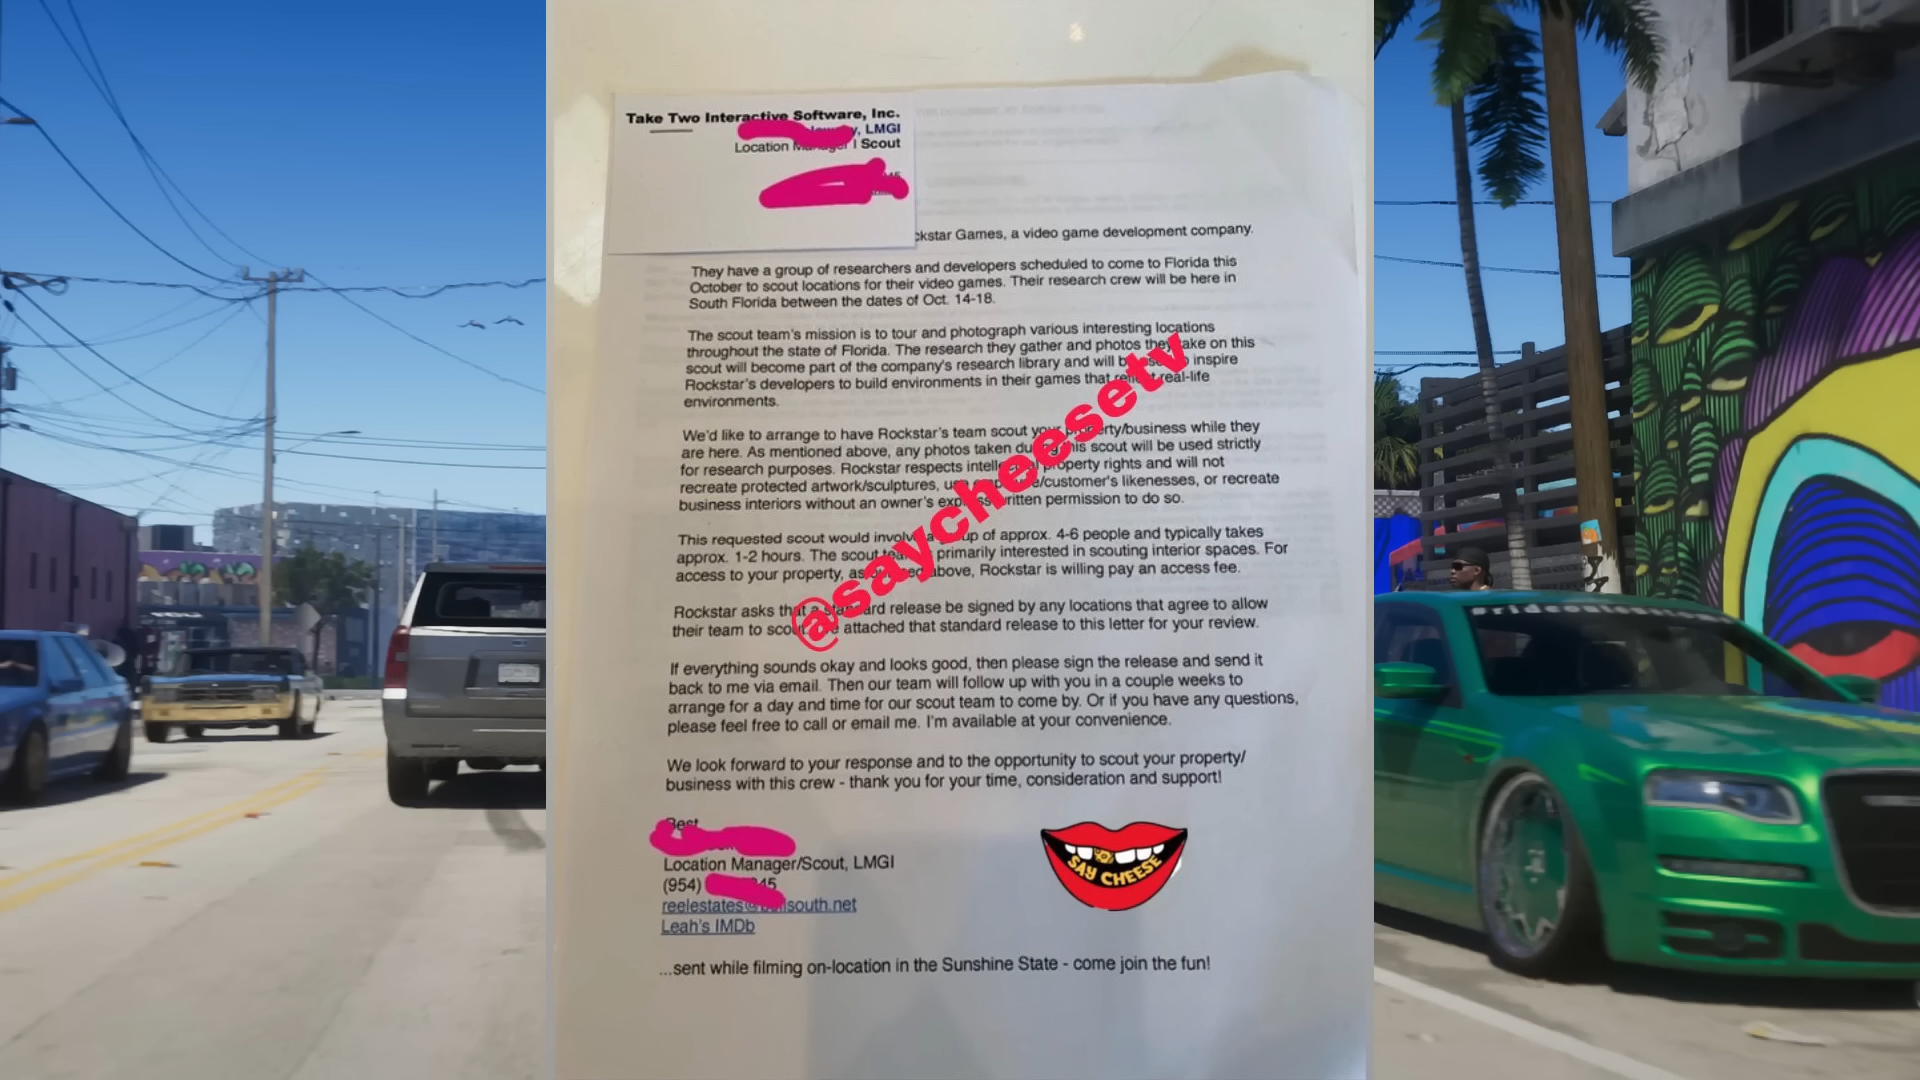 Take Two Interactive Software, Inc.
LMGI
Location Scout
ckstar Games, a video game development company.
They have a group of researchers and developers scheduled to come to Florida this
October to scout locations for their video games. Their research crew will be here in
South Florida between the dates of Oct. 14-18.
The scout team's mission is to tour and photograph various interesting locations
throughout the state of Florida. The research they gather and photos they take on this
scout will become part of the company's research library and will inspire
Rockstar's developers to build environments in their games that real-life
environments.
We'd like to arrange to have Rockstar's team scout your property/business while they
are here. As mentioned above, any photos taken during this scout will be used strictly
for research purposes. Rockstar respects intellectual property rights and will not
recreate protected artwork/sculptures, /customer's likenesses, or recreate
business interiors without an owner's express written permission to do so.
This requested scout would involve a group of approx. 4-6 people and typically takes
approx. 1-2 hours. The scout primarily interested in scouting interior spaces. For
access to your property, above, Rockstar is willing pay an access fee.
Rockstar asks that a standard release be signed by any locations that agree to allow
their team to scout. attached that standard release to this letter for your review.
If everything sounds okay and looks good, then please sign the release and send it
back to me via email. Then our team will follow up with you in a couple weeks to
arrange for a day and time for our scout team to come by. Or if you have any questions,
please feel free to call or email me. I'm available at your convenience.
We look forward to your response and to the opportunity to scout your property/
business with this crew - thank you for your time, consideration and support!
Best
Location Manager/Scout, LMGI
(954) 45
reelestates lsouth.net
Leah's IMDb
...sent while filming on-location in the Sunshine State - come join the fun!
@saycheesetv
SAY CHEESE